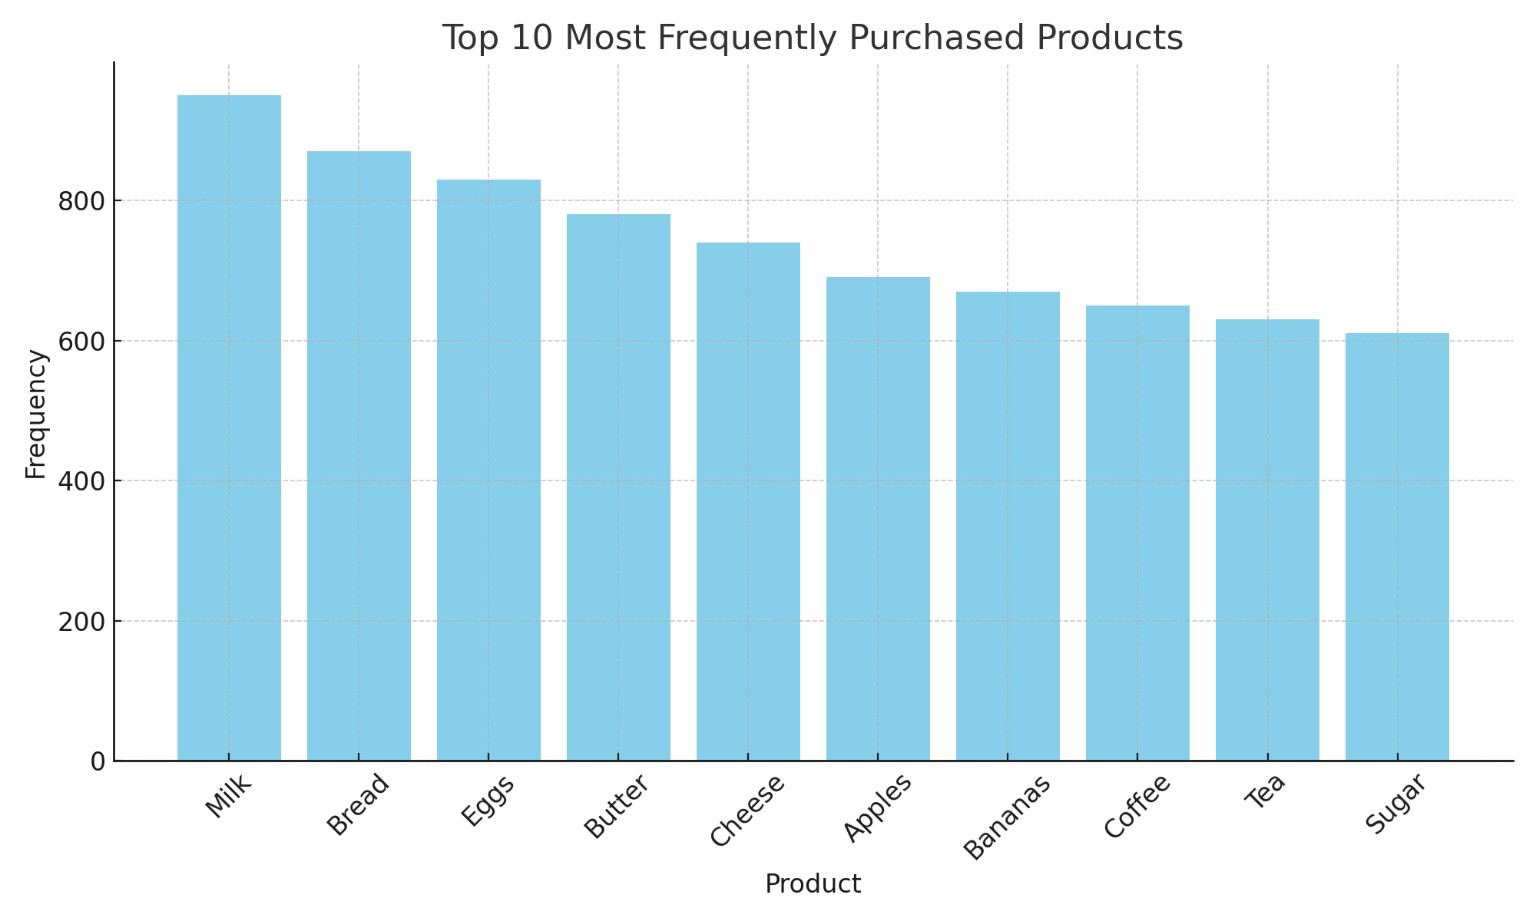 Top 10 Most Frequently Purchased Products
Frequency
800
600
400
200
0
Milk
Bread
Eggs
Butter
Cheese
Apples
Bananas
Coffee
Tea
Sugar
Product